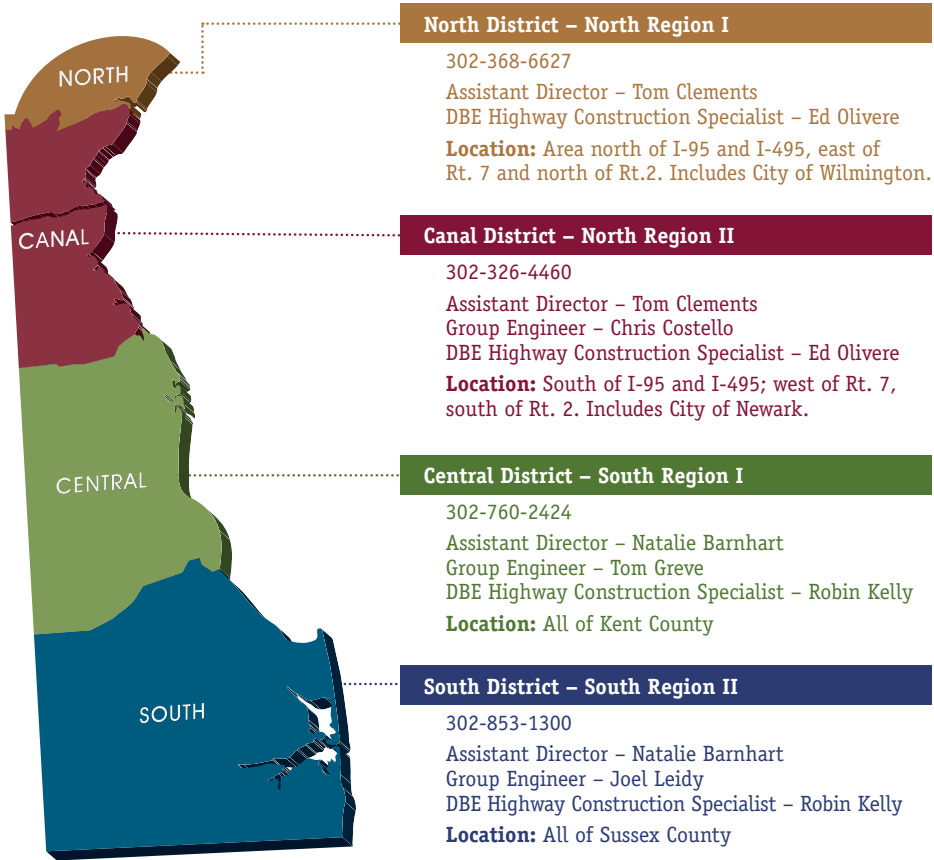 NORTH
CANAL
CENTRAL
SOUTH
North District – North Region I
302-368-6627
Assistant Director – Tom Clements
DBE Highway Construction Specialist – Ed Olivere
Location: Area north of I-95 and I-495, east of
Rt. 7 and north of Rt.2. Includes City of Wilmington.
Canal District – North Region II
302-326-4460
Assistant Director – Tom Clements
Group Engineer – Chris Costello
DBE Highway Construction Specialist – Ed Olivere
Location: South of I-95 and I-495; west of Rt. 7,
south of Rt. 2. Includes City of Newark.
Central District – South Region I
302-760-2424
Assistant Director – Natalie Barnhart
Group Engineer – Tom Greve
DBE Highway Construction Specialist – Robin Kelly
Location: All of Kent County
South District – South Region II
302-853-1300
Assistant Director – Natalie Barnhart
Group Engineer – Joel Leidy
DBE Highway Construction Specialist – Robin Kelly
Location: All of Sussex County